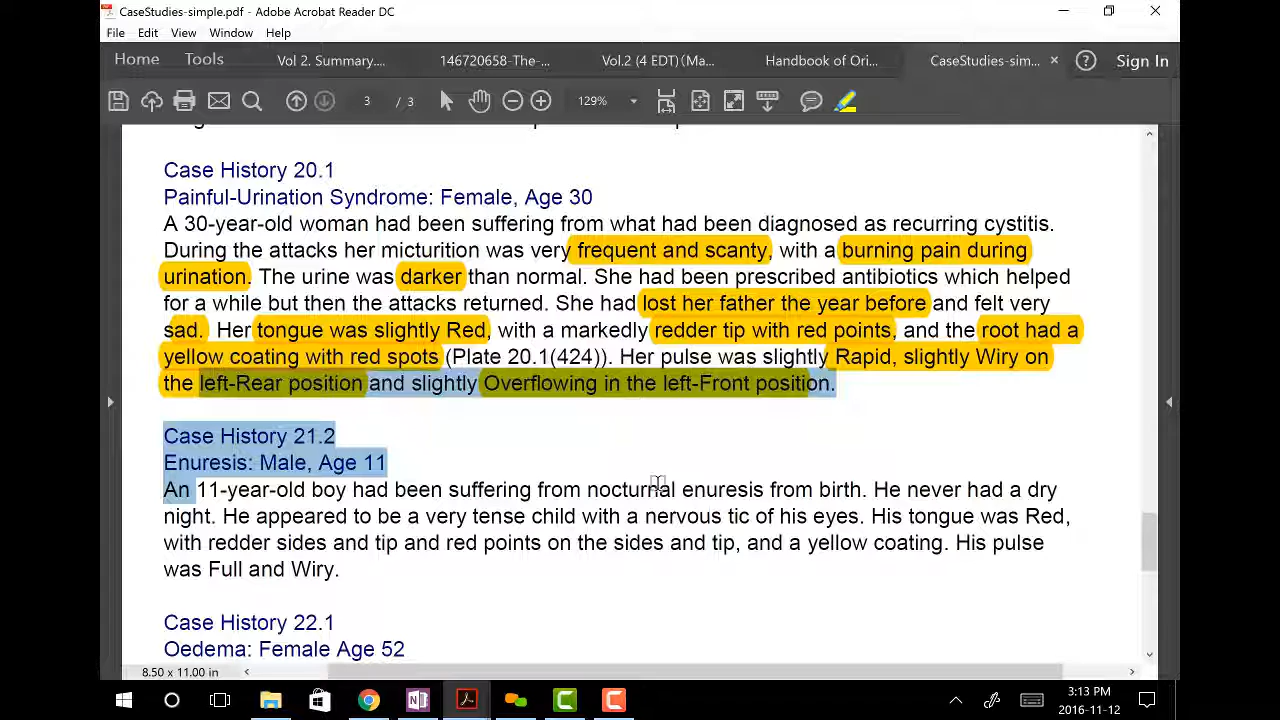 CaseStudies-simple.pdf - Adobe Acrobat Reader DC
File Edit View Window Help
Home Tools Vol 2. Summary.... 146720658-The-... Vol.2 (4 EDT) (Ma... Handbook of Ori... CaseStudies-sim... × ? Sign In
3 / 3 129%
Case History 20.1
Painful-Urination Syndrome: Female, Age 30
A 30-year-old woman had been suffering from what had been diagnosed as recurring cystitis.
During the attacks her micturition was very frequent and scanty, with a burning pain during
urination. The urine was darker than normal. She had been prescribed antibiotics which helped
for a while but then the attacks returned. She had lost her father the year before and felt very
sad. Her tongue was slightly Red, with a markedly redder tip with red points, and the root had a
yellow coating with red spots (Plate 20.1(424)). Her pulse was slightly Rapid, slightly Wiry on
the left-Rear position and slightly Overflowing in the left-Front position.
Case History 21.2
Enuresis: Male, Age 11
An 11-year-old boy had been suffering from nocturnal enuresis from birth. He never had a dry
night. He appeared to be a very tense child with a nervous tic of his eyes. His tongue was Red,
with redder sides and tip and red points on the sides and tip, and a yellow coating. His pulse
was Full and Wiry.
Case History 22.1
Oedema: Female Age 52
8.50 x 11.00 in
3:13 PM
2016-11-12